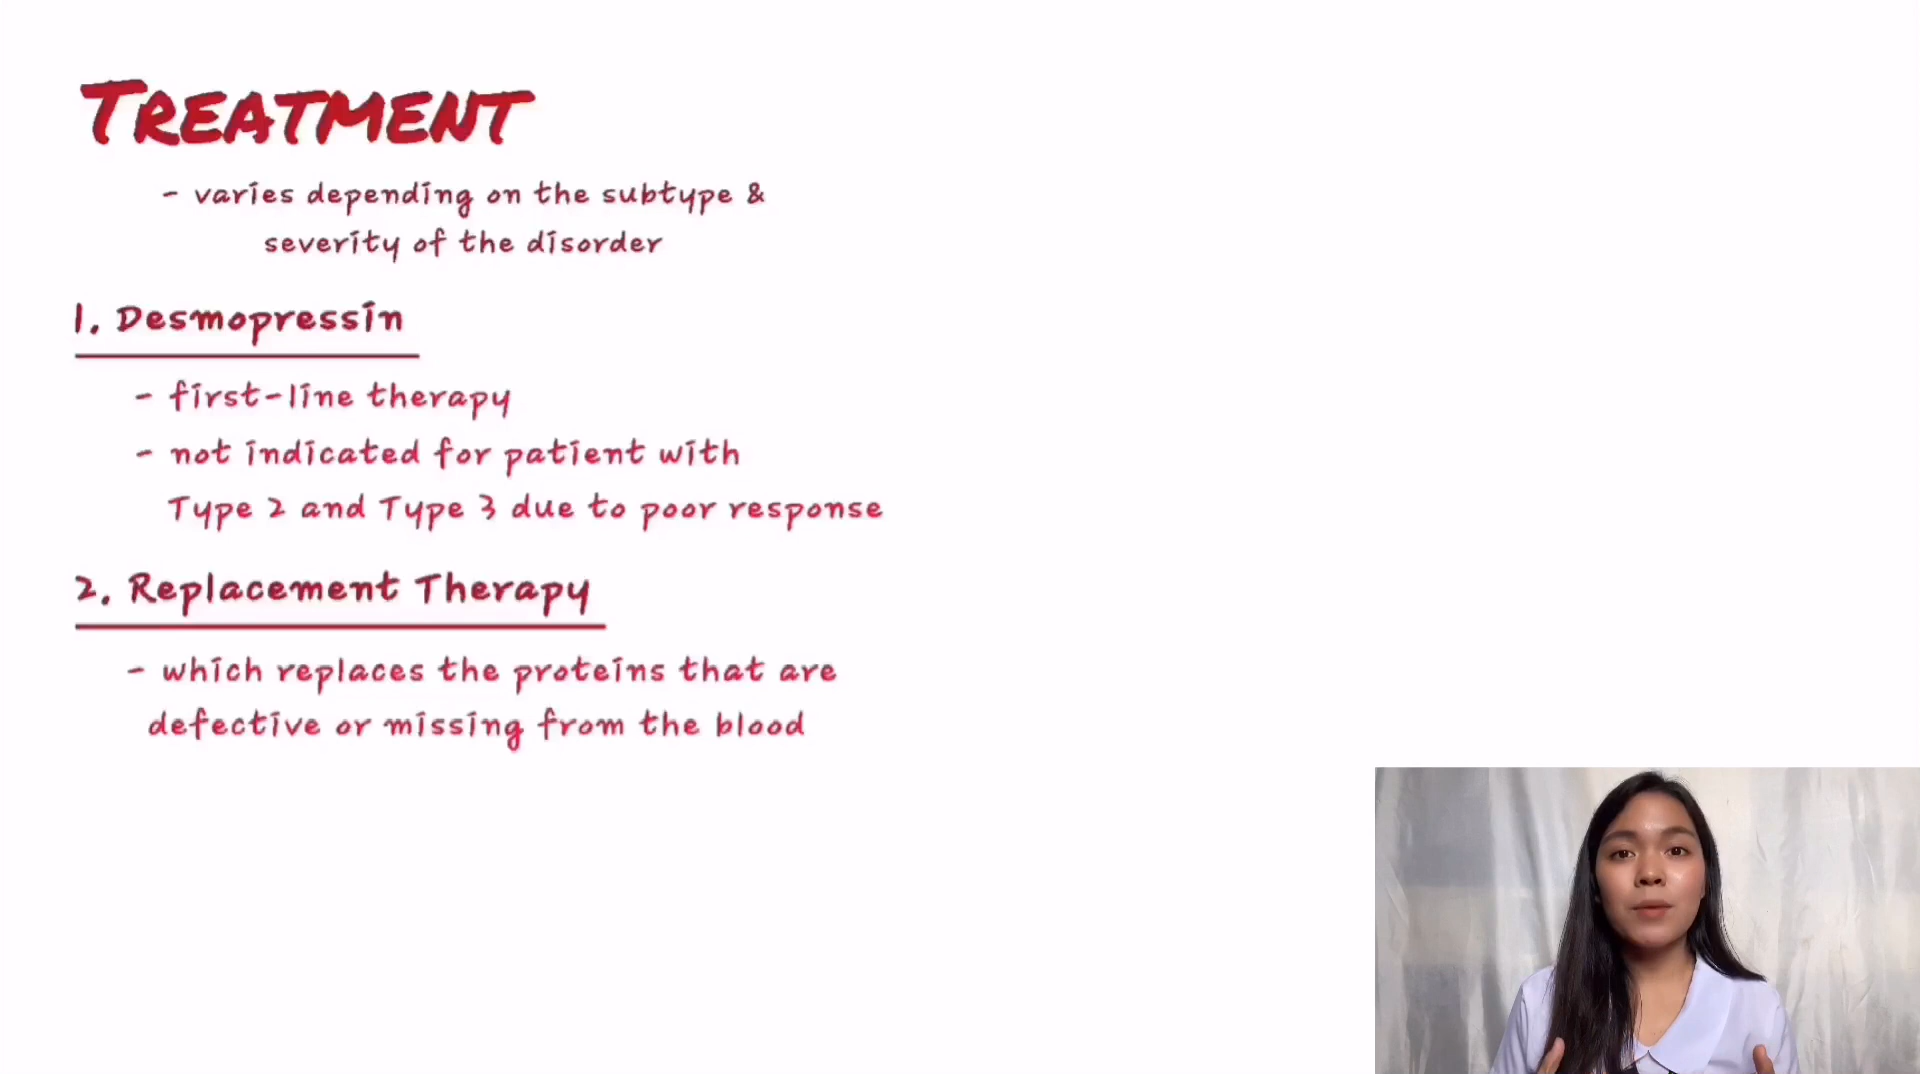 TREATMENT
- varies depending on the subtype &
severity of the disorder
1. Desmopressin
- first-line therapy
- not indicated for patient with
Type 2 and Type 3 due to poor response
2. Replacement Therapy
- which replaces the proteins that are
defective or missing from the blood